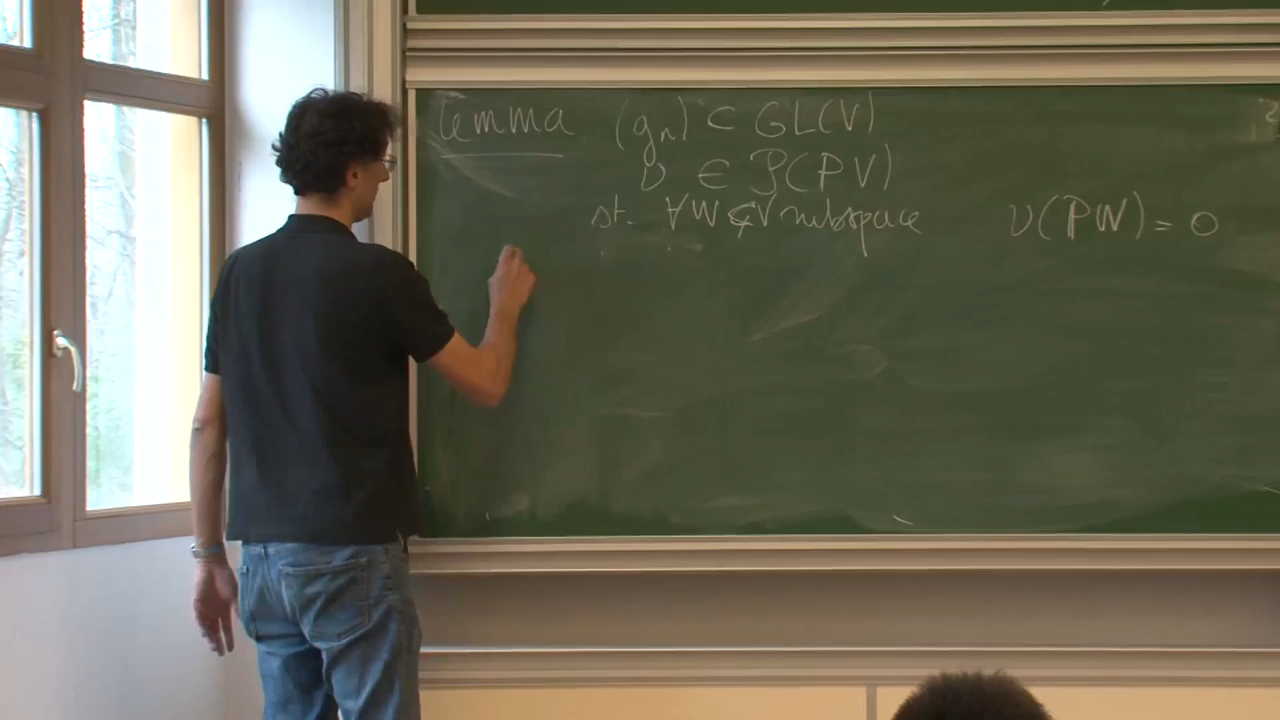 Lemma (gₙ) ⊂ GL(V)
ν ∈ 𝒫(ℙV)
st. ∀W ⊊ V subspace ν(ℙW) = 0